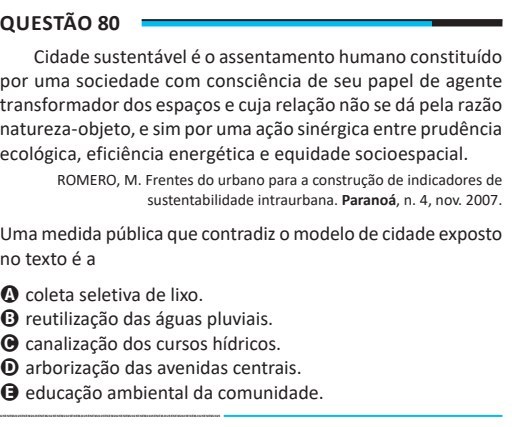 QUESTÃO 80
Cidade sustentável é o assentamento humano constituído
por uma sociedade com consciência de seu papel de agente
transformador dos espaços e cuja relação não se dá pela razão
natureza-objeto, e sim por uma ação sinérgica entre prudência
ecológica, eficiência energética e equidade socioespacial.
ROMERO, M. Frentes do urbano para a construção de indicadores de
sustentabilidade intraurbana. Paranoá, n. 4, nov. 2007.
Uma medida pública que contradiz o modelo de cidade exposto
no texto é a
A coleta seletiva de lixo.
B reutilização das águas pluviais.
C canalização dos cursos hídricos.
D arborização das avenidas centrais.
E educação ambiental da comunidade.